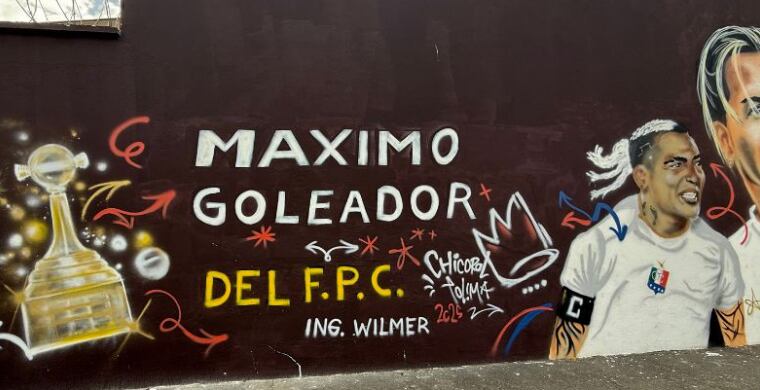 MAXIMO
GOLEADOR
DEL F.P.C.
CHICORAL
TOLIMA
2025
ING. WILMER
C